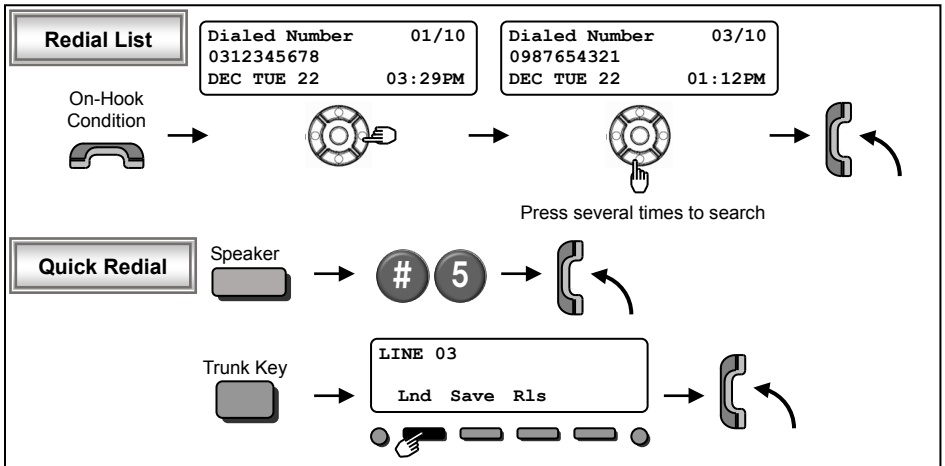 Redial List
Dialed Number 01/10
0312345678
DEC TUE 22 03:29PM
Dialed Number 03/10
0987654321
DEC TUE 22 01:12PM
On-Hook
Condition
Press several times to search
Quick Redial
Speaker
# 5
Trunk Key
LINE 03
Lnd Save Rls